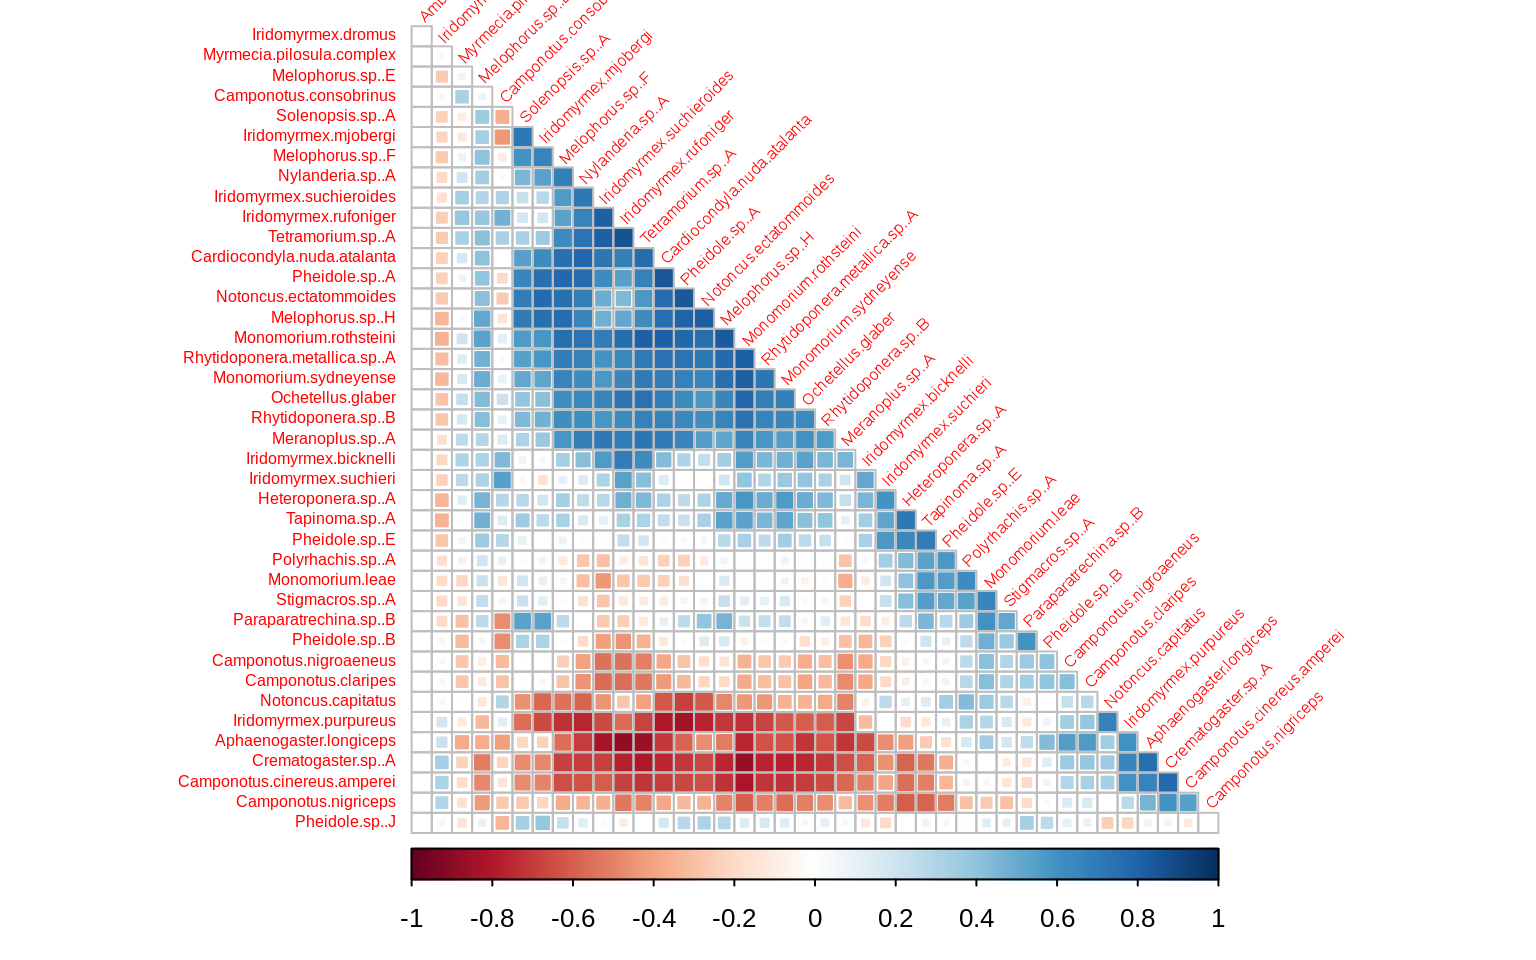 Iridomyrmex.dromus
Myrmecia.pilosula.complex
Melophorus.sp..E
Camponotus.consobrinus
Solenopsis.sp..A
Iridomyrmex.mjobergi
Melophorus.sp..F
Nylanderia.sp..A
Iridomyrmex.suchieroides
Iridomyrmex.rufoniger
Tetramorium.sp..A
Cardiocondyla.nuda.atalanta
Pheidole.sp..A
Notoncus.ectatommoides
Melophorus.sp..H
Monomorium.rothsteini
Rhytidoponera.metallica.sp..A
Monomorium.sydneyense
Ochetellus.glaber
Rhytidoponera.sp..B
Meranoplus.sp..A
Iridomyrmex.bicknelli
Iridomyrmex.suchieri
Heteroponera.sp..A
Tapinoma.sp..A
Pheidole.sp..E
Polyrhachis.sp..A
Monomorium.leae
Stigmacros.sp..A
Paraparatrechina.sp..B
Pheidole.sp..B
Camponotus.nigroaeneus
Camponotus.claripes
Notoncus.capitatus
Iridomyrmex.purpureus
Aphaenogaster.longiceps
Crematogaster.sp..A
Camponotus.cinereus.amperei
Camponotus.nigriceps
Pheidole.sp..J
Solenopsis.sp..A
Iridomyrmex.mjobergi
Melophorus.sp..F
Nylanderia.sp..A
Iridomyrmex.suchieroides
Iridomyrmex.rufoniger
Tetramorium.sp..A
Cardiocondyla.nuda.atalanta
Pheidole.sp..A
Notoncus.ectatommoides
Melophorus.sp..H
Monomorium.rothsteini
Rhytidoponera.metallica.sp..A
Monomorium.sydneyense
Ochetellus.glaber
Rhytidoponera.sp..B
Meranoplus.sp..A
Iridomyrmex.bicknelli
Iridomyrmex.suchieri
Heteroponera.sp..A
Tapinoma.sp..A
Pheidole.sp..E
Polyrhachis.sp..A
Monomorium.leae
Stigmacros.sp..A
Paraparatrechina.sp..B
Pheidole.sp..B
Camponotus.nigroaeneus
Camponotus.claripes
Notoncus.capitatus
Iridomyrmex.purpureus
Aphaenogaster.longiceps
Crematogaster.sp..A
Camponotus.cinereus.amperei
Camponotus.nigriceps
-1 -0.8 -0.6 -0.4 -0.2 0 0.2 0.4 0.6 0.8 1